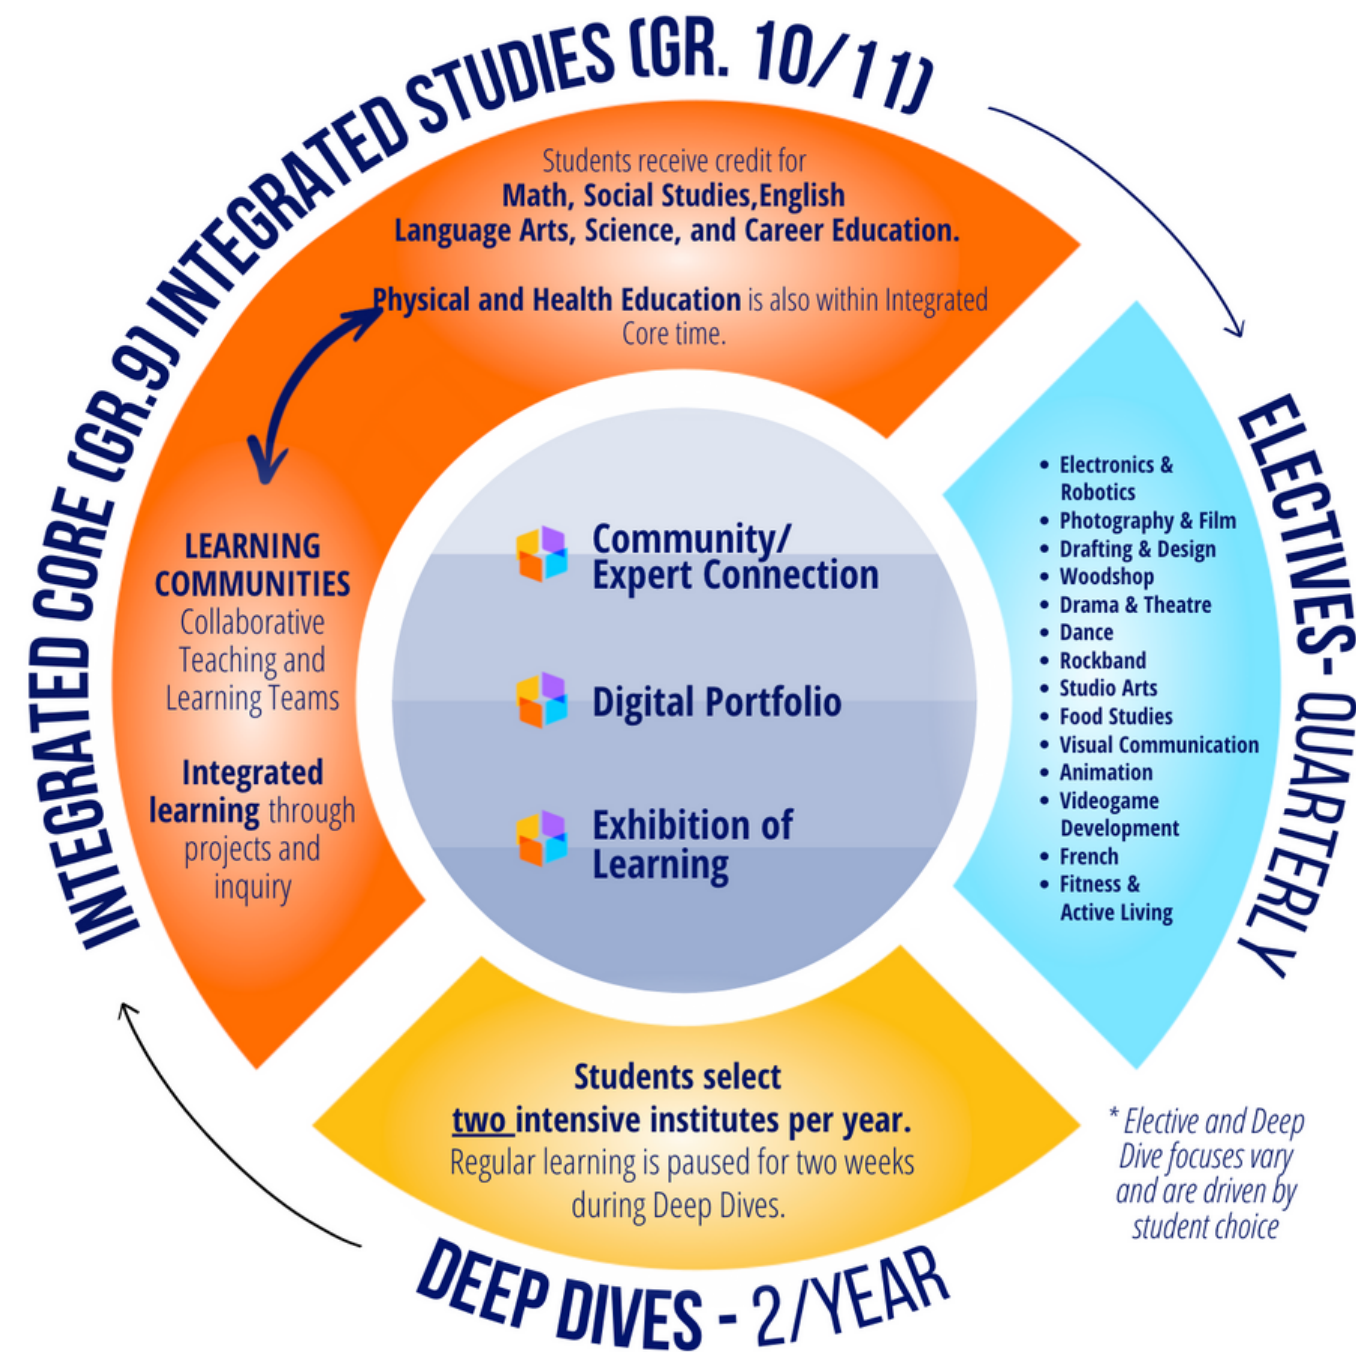 INTEGRATED CORE (GR.9) INTEGRATED STUDIES (GR. 10/11)
Students receive credit for
Math, Social Studies,English
Language Arts, Science, and Career Education.
Physical and Health Education is also within Integrated
Core time.
LEARNING
COMMUNITIES
Collaborative
Teaching and
Learning Teams
Integrated
learning through
projects and
inquiry
Community/
Expert Connection
Digital Portfolio
Exhibition of
Learning
ELECTIVES- QUARTERLY
• Electronics &
Robotics
• Photography & Film
• Drafting & Design
• Woodshop
• Drama & Theatre
• Dance
• Rockband
• Studio Arts
• Food Studies
• Visual Communication
• Animation
• Videogame
Development
• French
• Fitness &
Active Living
Students select
two intensive institutes per year.
Regular learning is paused for two weeks
during Deep Dives.
DEEP DIVES - 2/YEAR
* Elective and Deep
Dive focuses vary
and are driven by
student choice